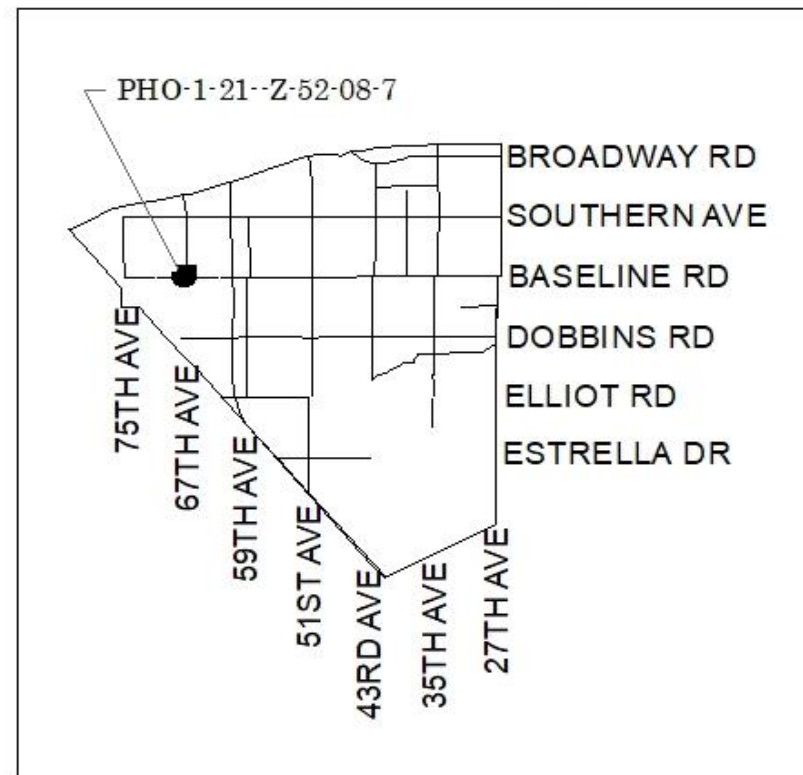 PHO-1-21--Z-52-08-7
BROADWAY RD
SOUTHERN AVE
BASELINE RD
DOBBINS RD
ELLIOT RD
ESTRELLA DR
75TH AVE
67TH AVE
59TH AVE
51ST AVE
43RD AVE
35TH AVE
27TH AVE